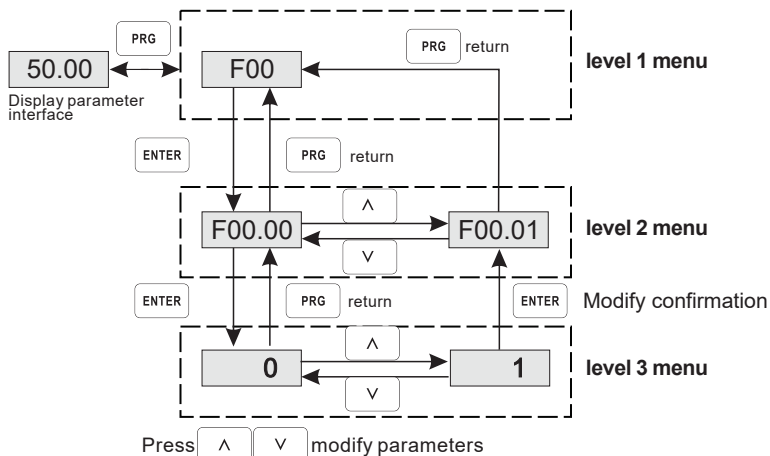 PRG
PRG return
50.00
F00
level 1 menu
Display parameter
interface
ENTER
PRG return
∧
F00.00
F00.01
level 2 menu
∨
ENTER
PRG return
ENTER Modify confirmation
∧
0
1
level 3 menu
∨
Press ∧ ∨ modify parameters